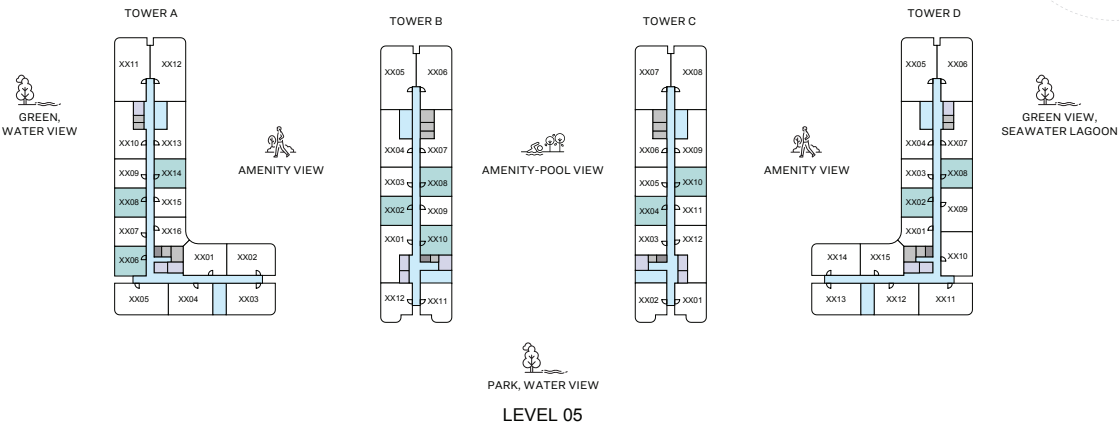 TOWER A
TOWER B
TOWER C
TOWER D
XX11 XX12
XX05 XX06
XX07 XX08
XX05 XX06
GREEN,
WATER VIEW
AMENITY VIEW
AMENITY-POOL VIEW
AMENITY VIEW
GREEN VIEW,
SEAWATER LAGOON
XX10 XX13
XX09 XX14
XX08 XX15
XX07 XX16
XX06 XX01 XX02
XX05 XX04 XX03
XX04 XX07
XX03 XX08
XX02 XX09
XX01 XX10
XX12 XX11
XX06 XX09
XX05 XX10
XX04 XX11
XX03 XX12
XX02 XX01
XX04 XX07
XX03 XX08
XX02 XX09
XX01
XX14 XX15 XX10
XX13 XX12 XX11
PARK, WATER VIEW
LEVEL 05